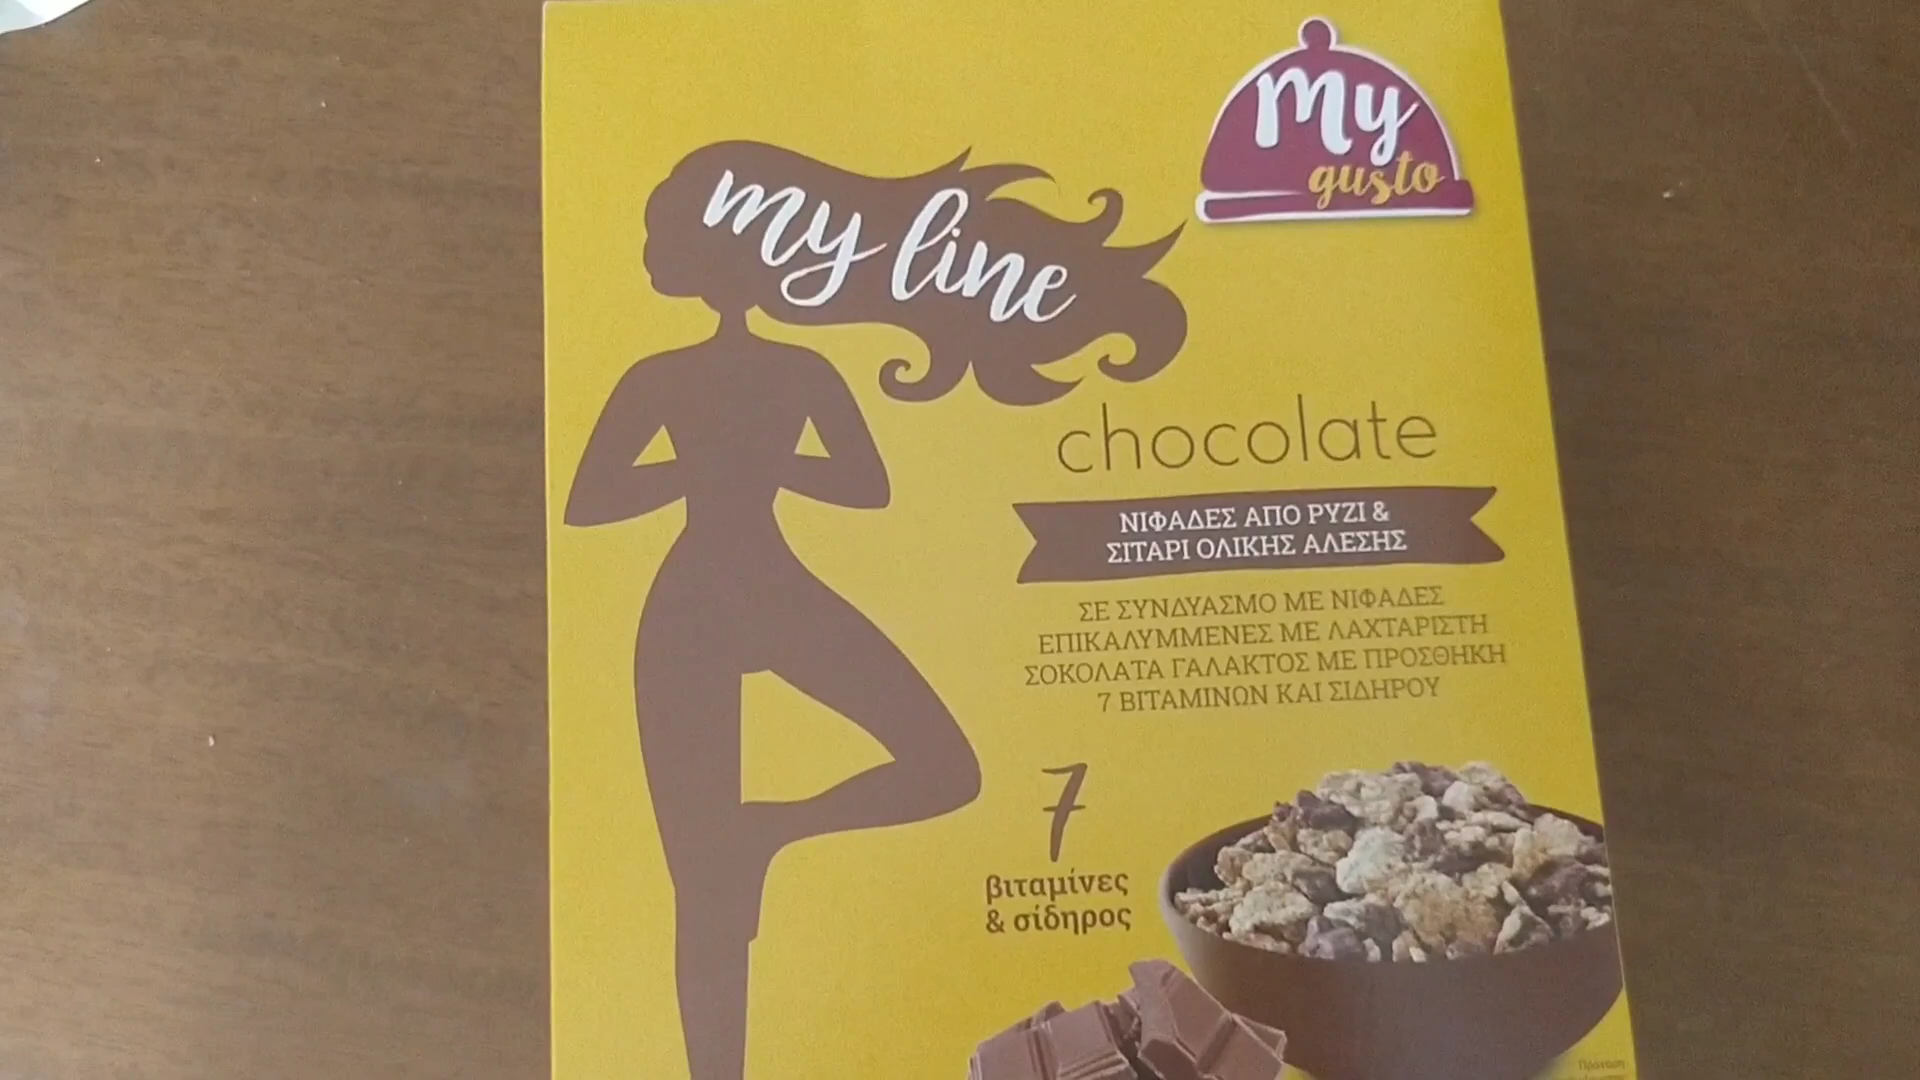 my
gusto
my line
chocolate
ΝΙΦΑΔΕΣ ΑΠΟ ΡΥΖΙ &
ΣΙΤΑΡΙ ΟΛΙΚΗΣ ΑΛΕΣΗΣ
ΣΕ ΣΥΝΔΥΑΣΜΟ ΜΕ ΝΙΦΑΔΕΣ
ΕΠΙΚΑΛΥΜΜΕΝΕΣ ΜΕ ΛΑΧΤΑΡΙΣΤΗ
ΣΟΚΟΛΑΤΑ ΓΑΛΑΚΤΟΣ ΜΕ ΠΡΟΣΘΗΚΗ
7 ΒΙΤΑΜΙΝΩΝ ΚΑΙ ΣΙΔΗΡΟΥ
7
βιταμίνες
& σίδηρος